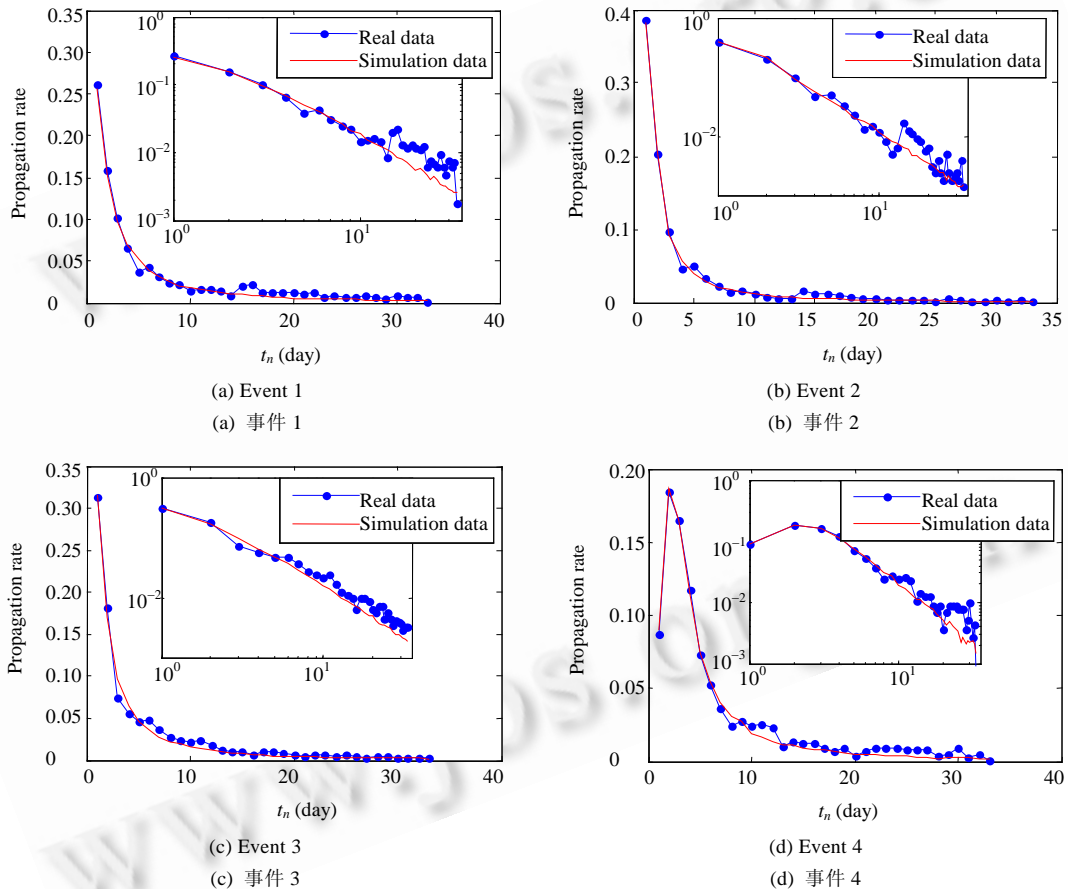 0.35
0.30
0.25
0.20
0.15
0.10
0.05
0
Propagation rate
10^0
10^-1
10^-2
10^-3
10^0
10^1
Real data
Simulation data
0
10
20
30
40
t_n (day)
(a) Event 1
(a) 事件 1
0.4
0.3
0.2
0.1
0
Propagation rate
10^0
10^-2
10^0
10^1
Real data
Simulation data
0
5
10
15
20
25
30
35
t_n (day)
(b) Event 2
(b) 事件 2
0.35
0.30
0.25
0.20
0.15
0.10
0.05
0
Propagation rate
10^0
10^-2
10^0
10^1
Real data
Simulation data
0
10
20
30
40
t_n (day)
(c) Event 3
(c) 事件 3
0.20
0.15
0.10
0.05
0
Propagation rate
10^0
10^-1
10^-2
10^-3
10^0
10^1
Real data
Simulation data
0
10
20
30
40
t_n (day)
(d) Event 4
(d) 事件 4